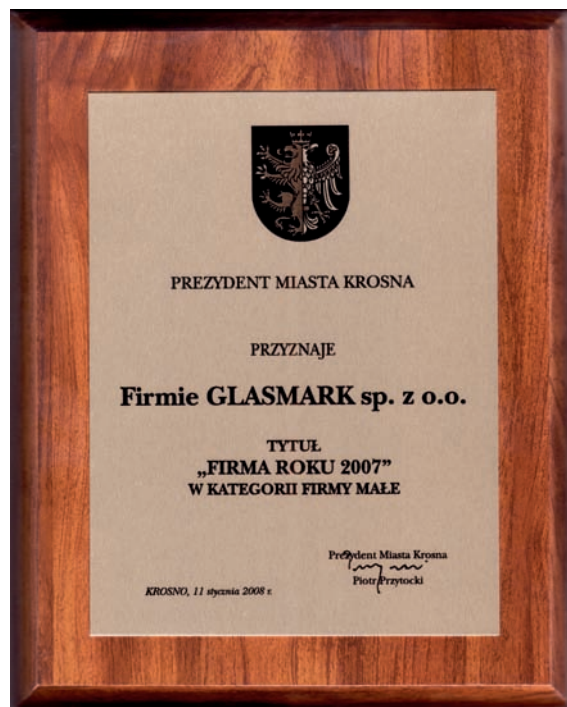 PREZYDENT MIASTA KROSNA
PRZYZNAJE
Firmie GLASMARK sp. z o.o.
TYTUŁ
„FIRMA ROKU 2007”
W KATEGORII FIRMY MAŁE
Prezydent Miasta Krosna
Piotr Przytocki
KROSNO, 11 stycznia 2008 r.